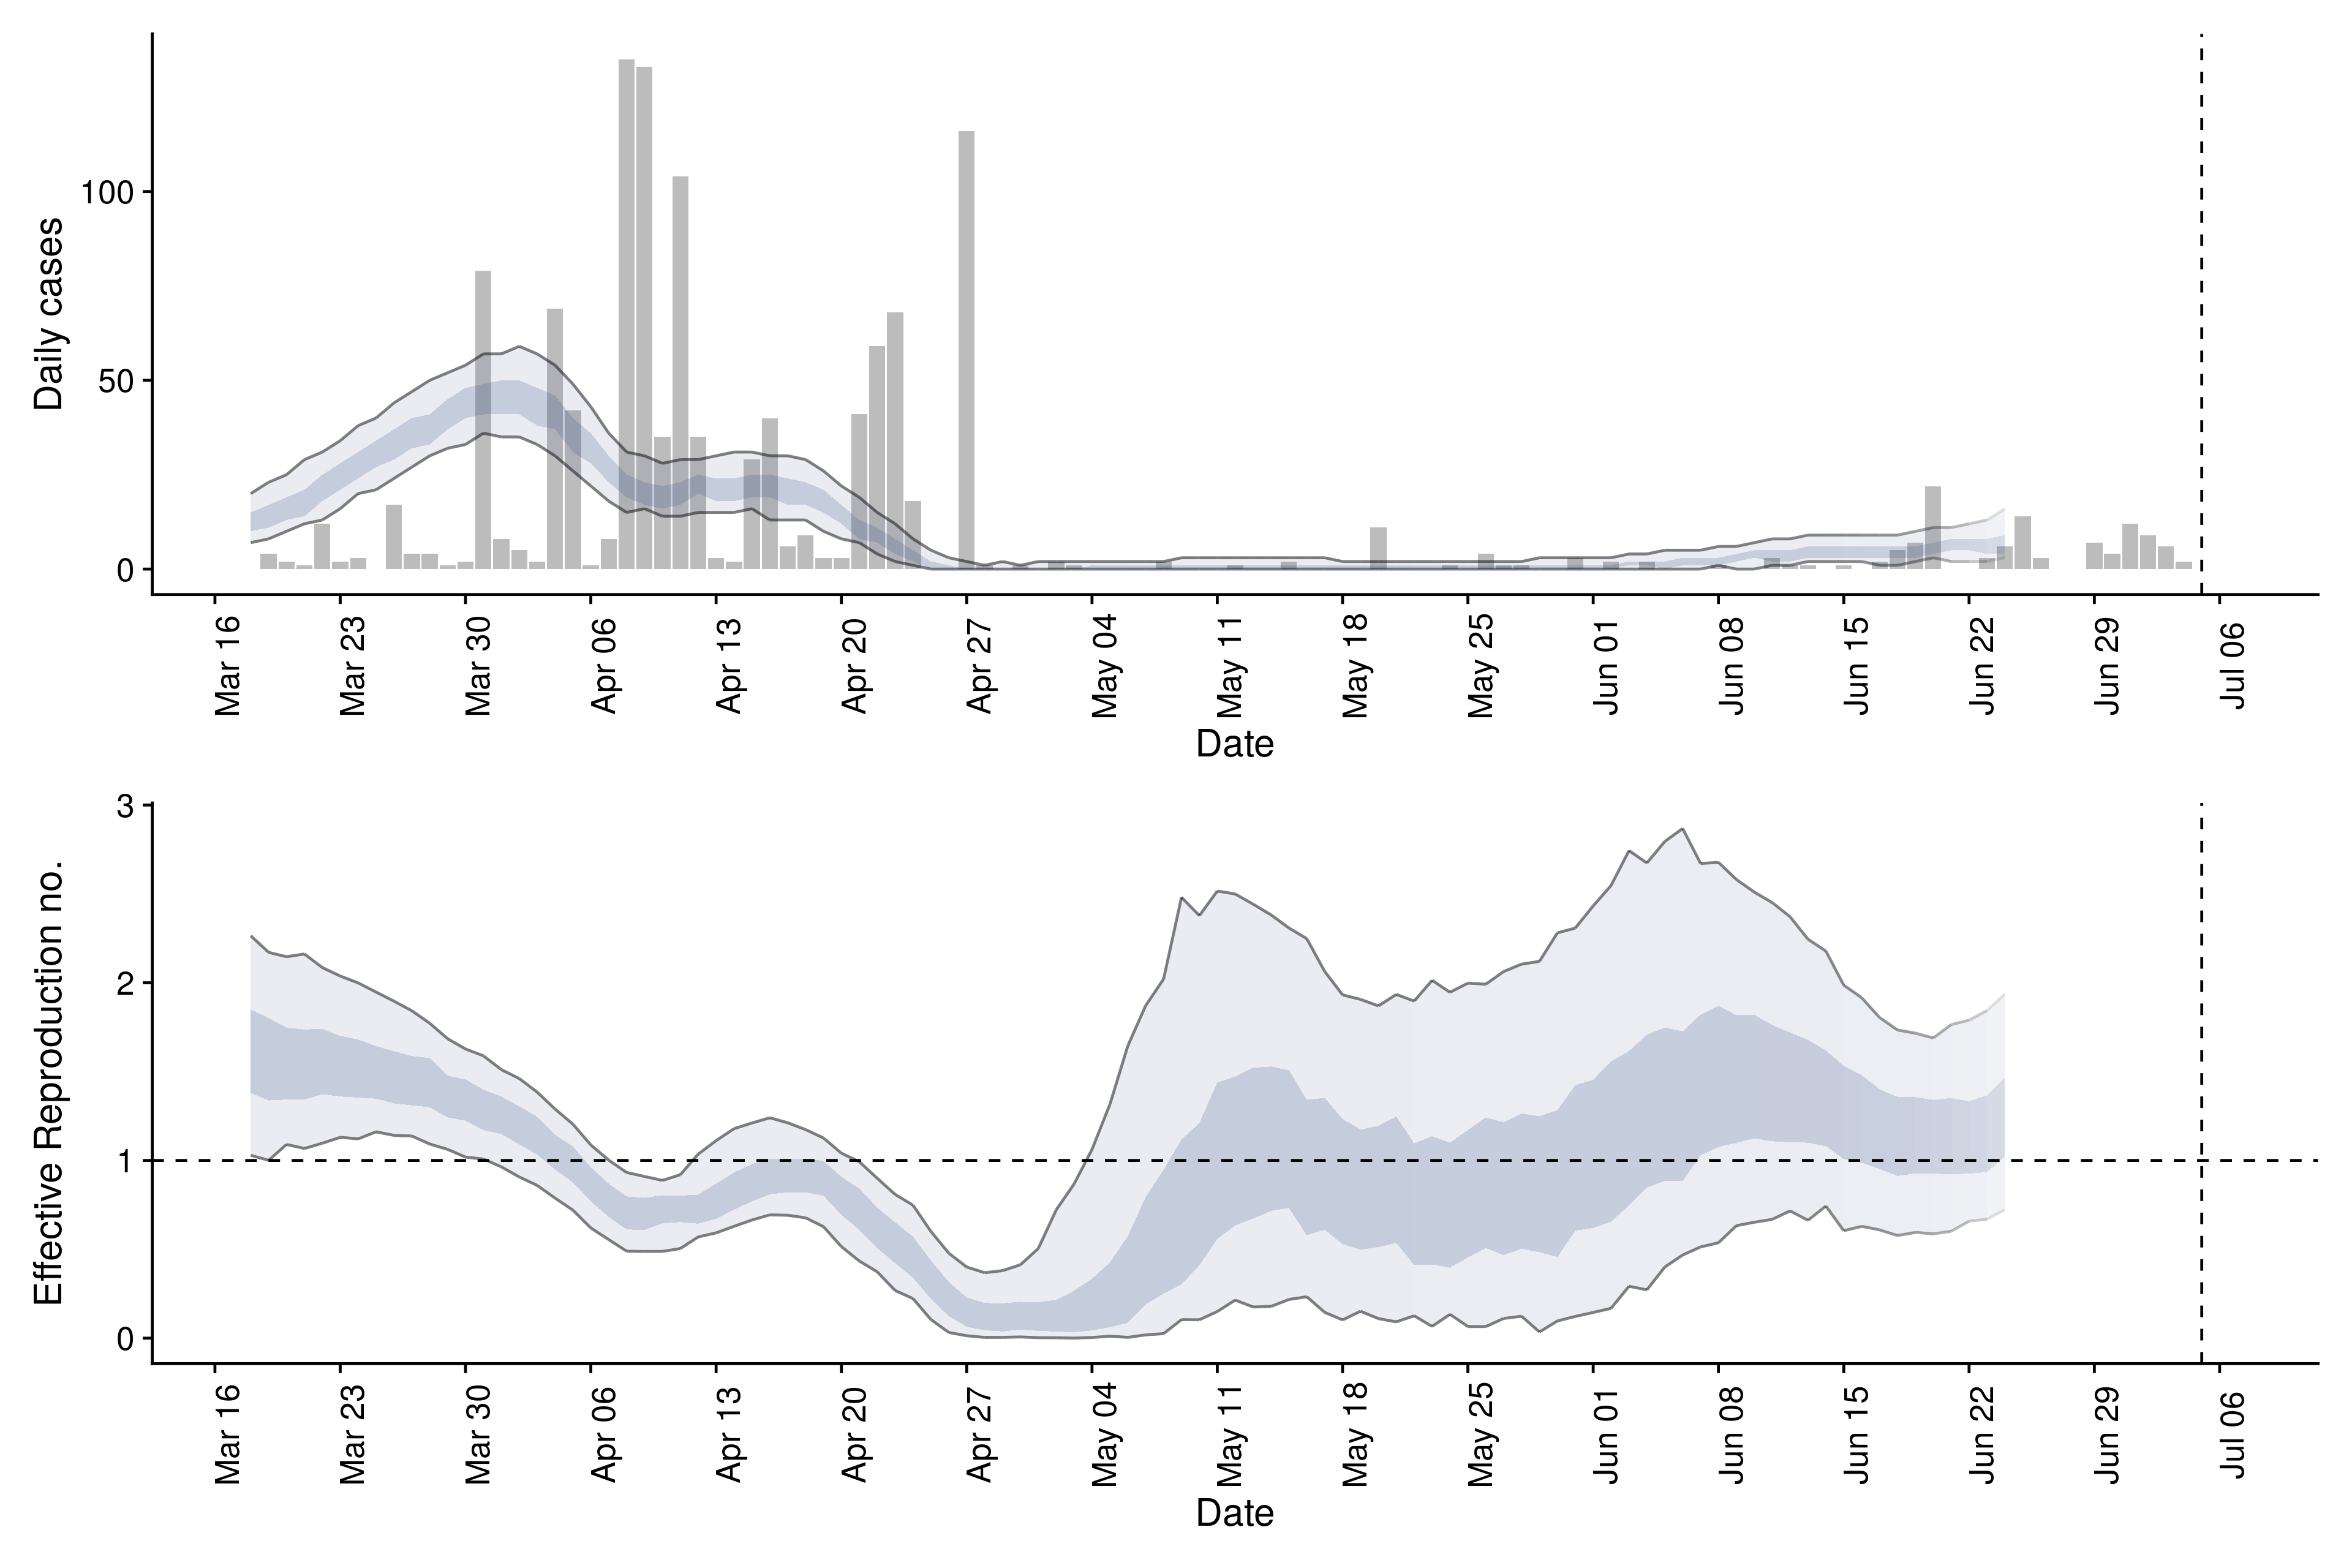 Daily cases
100
50
0
Mar 16
Mar 23
Mar 30
Apr 06
Apr 13
Apr 20
Apr 27
May 04
May 11
May 18
May 25
Jun 01
Jun 08
Jun 15
Jun 22
Jun 29
Jul 06
Date
Effective Reproduction no.
3
2
1
0
Mar 16
Mar 23
Mar 30
Apr 06
Apr 13
Apr 20
Apr 27
May 04
May 11
May 18
May 25
Jun 01
Jun 08
Jun 15
Jun 22
Jun 29
Jul 06
Date